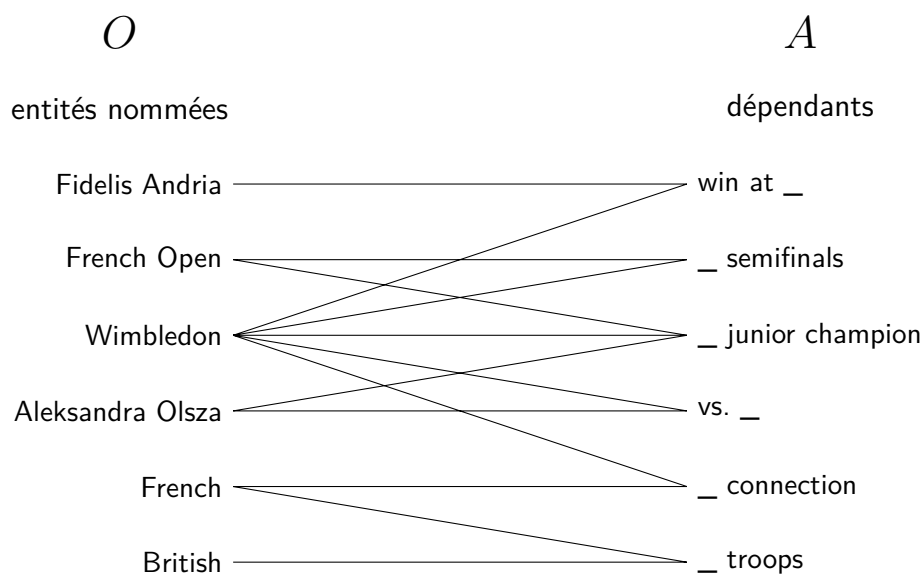 O A
entités nommées dépendants
Fidelis Andria win at _
French Open _ semifinals
Wimbledon _ junior champion
Aleksandra Olsza vs. _
French _ connection
British _ troops